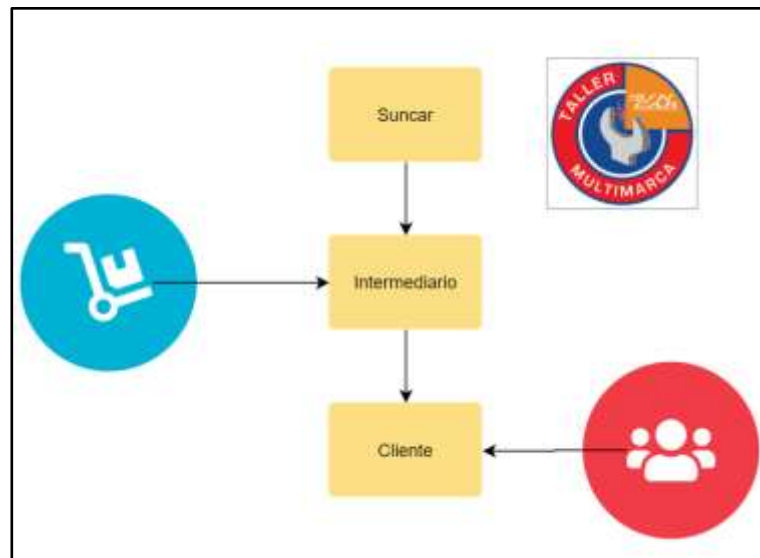 Suncar
TALLER
MULTIMARCA
Intermediario
Cliente